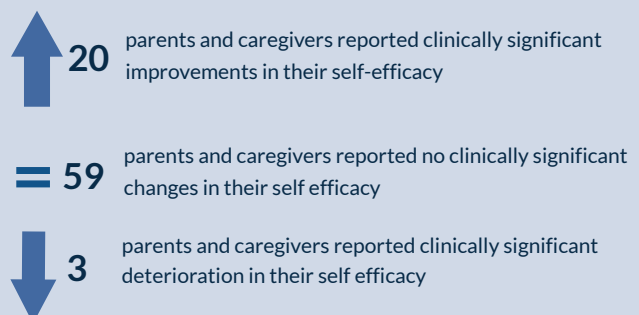 20 parents and caregivers reported clinically significant
improvements in their self-efficacy
= 59 parents and caregivers reported no clinically significant
changes in their self efficacy
3 parents and caregivers reported clinically significant
deterioration in their self efficacy